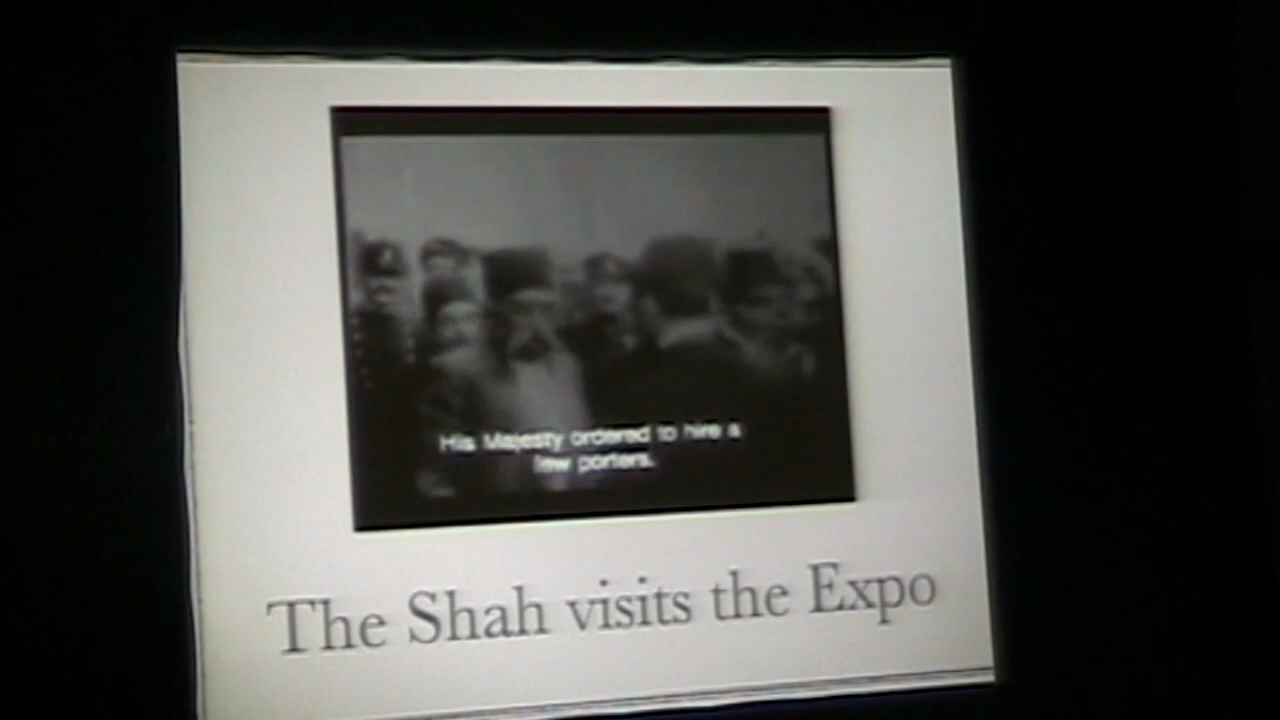 His Majesty ordered to hire a
few porters.
The Shah visits the Expo